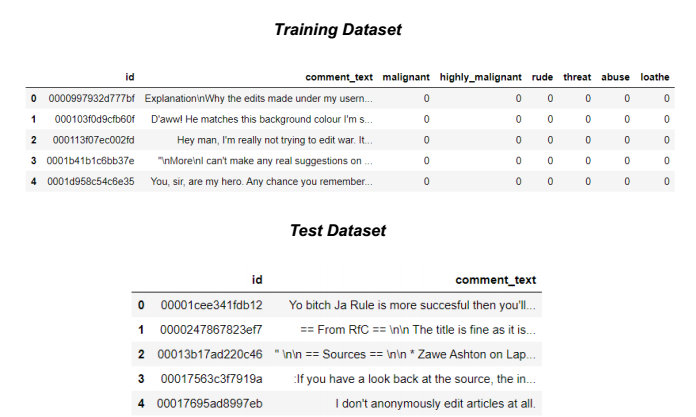 Training Dataset
id comment_text malignant highly_malignant rude threat abuse loathe
0 0000997932d777bf Explanation\nWhy the edits made under my usern... 0 0 0 0 0 0
1 000103f0d9cfb60f D'aww! He matches this background colour I'm s... 0 0 0 0 0 0
2 000113f07ec002fd Hey man, I'm really not trying to edit war. It... 0 0 0 0 0 0
3 0001b41b1c6bb37e "\nMore\nI can't make any real suggestions on ... 0 0 0 0 0 0
4 0001d958c54c6e35 You, sir, are my hero. Any chance you remember... 0 0 0 0 0 0
Test Dataset
id comment_text
0 00001cee341fdb12 Yo bitch Ja Rule is more succesful then you'll...
1 0000247867823ef7 == From RfC == \n\n The title is fine as it is...
2 00013b17ad220c46 " \n\n == Sources == \n\n * Zawe Ashton on Lap...
3 00017563c3f7919a :If you have a look back at the source, the in...
4 00017695ad8997eb I don't anonymously edit articles at all.